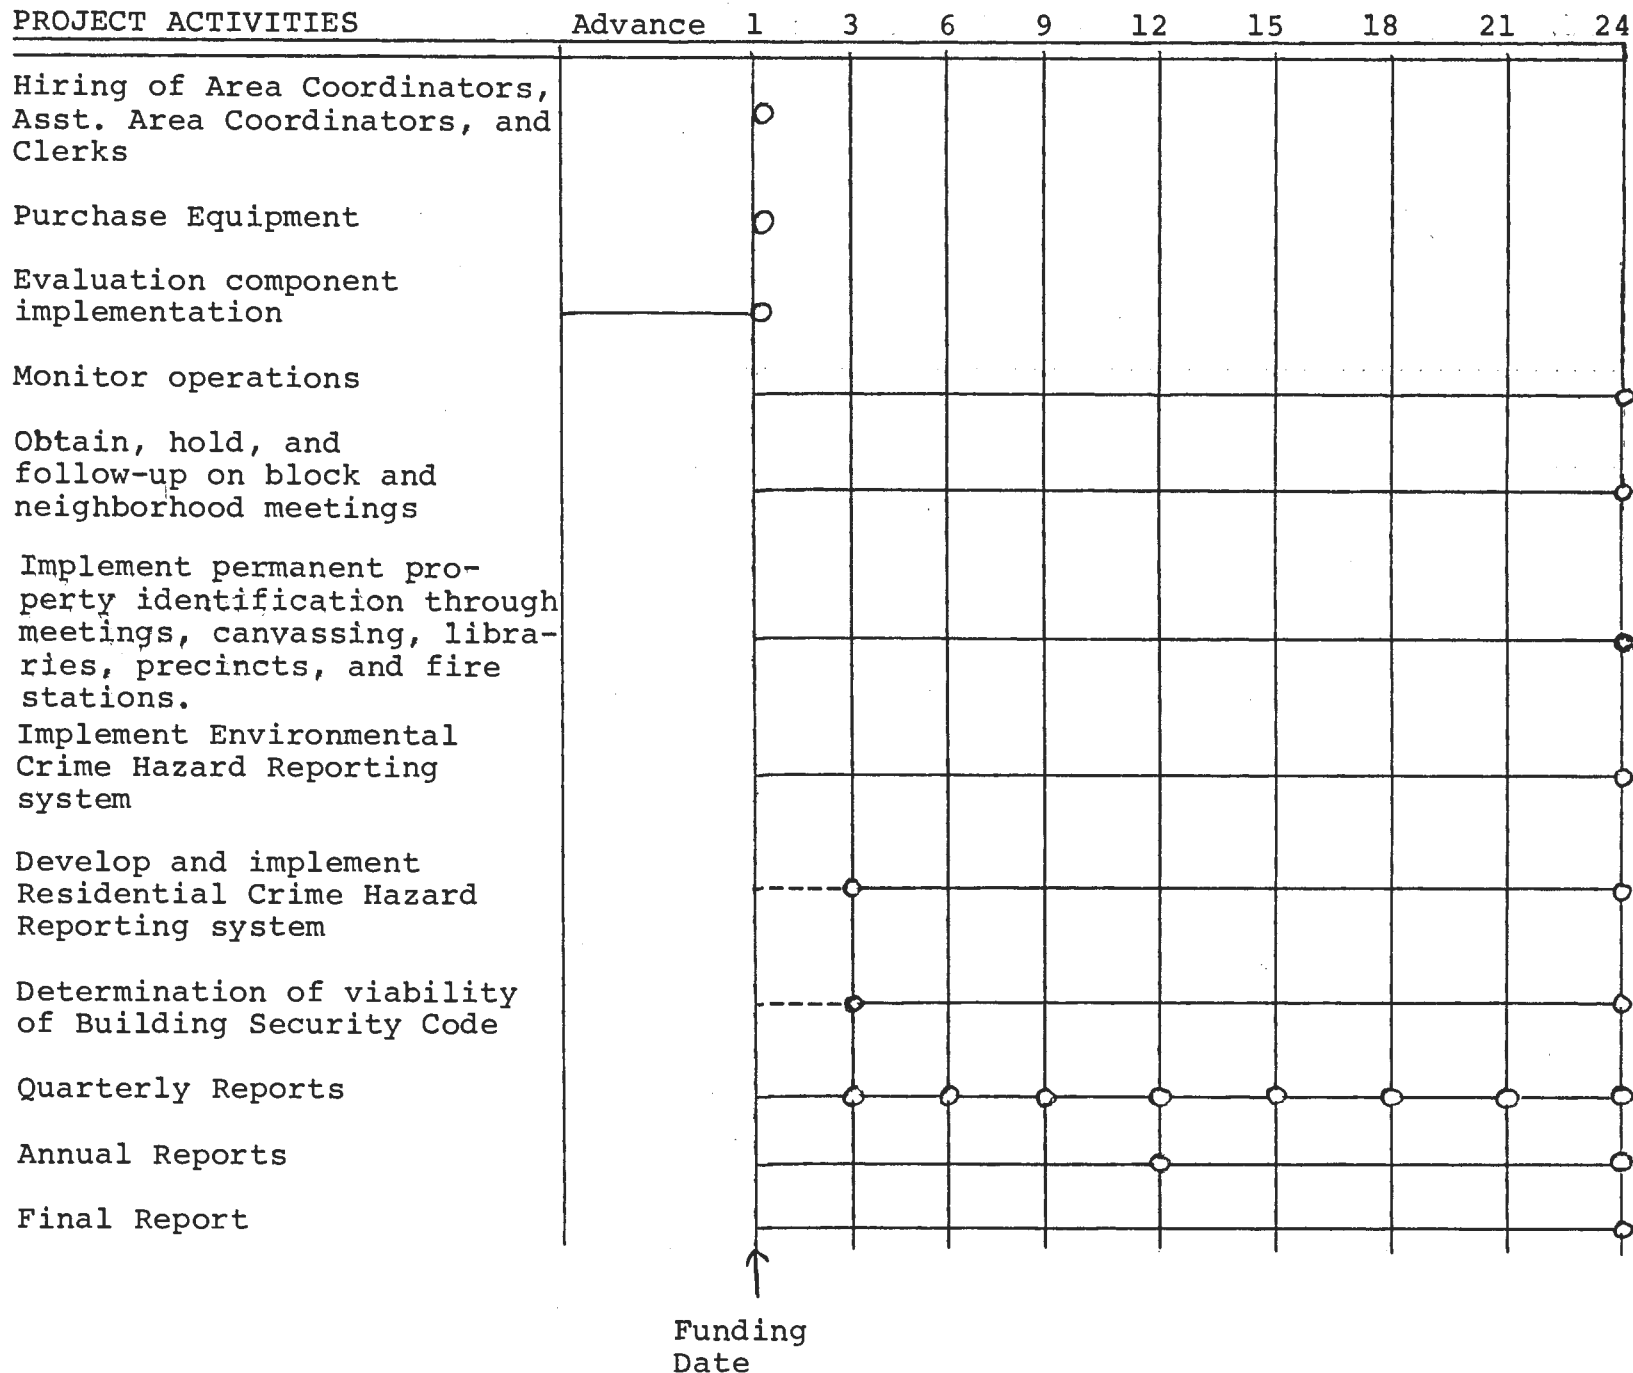 PROJECT ACTIVITIES Advance 1 3 6 9 12 15 18 21 24
Hiring of Area Coordinators,
Asst. Area Coordinators, and
Clerks
Purchase Equipment
Evaluation component
implementation
Monitor operations
Obtain, hold, and
follow-up on block and
neighborhood meetings
Implement permanent pro-
perty identification through
meetings, canvassing, libra-
ries, precincts, and fire
stations.
Implement Environmental
Crime Hazard Reporting
system
Develop and implement
Residential Crime Hazard
Reporting system
Determination of viability
of Building Security Code
Quarterly Reports
Annual Reports
Final Report
Funding
Date